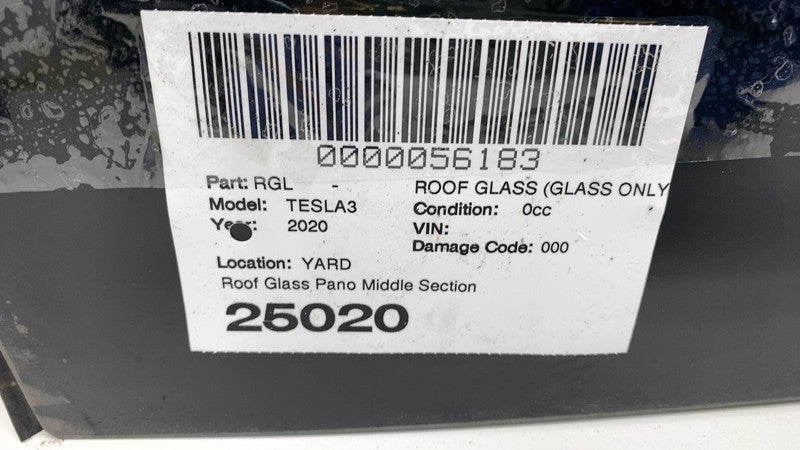 0000056183
Part: RGL - ROOF GLASS (GLASS ONLY
Model: TESLA3 Condition: 0cc
Year: 2020 VIN:
Damage Code: 000
Location: YARD
Roof Glass Pano Middle Section
25020